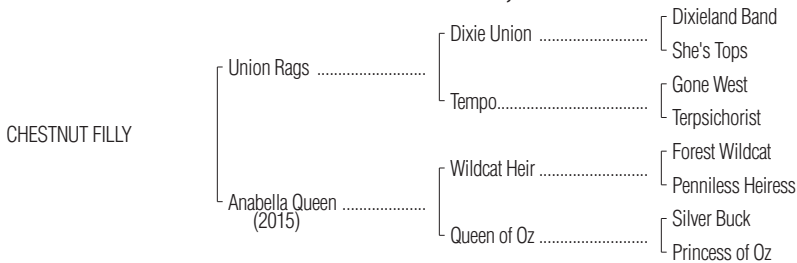 Dixieland Band
Dixie Union ..........................
She's Tops
Union Rags ..........................
Gone West
Tempo....................................
Terpsichorist
CHESTNUT FILLY
Forest Wildcat
Wildcat Heir ..........................
Penniless Heiress
Anabella Queen ....................
(2015)
Silver Buck
Queen of Oz ..........................
Princess of Oz